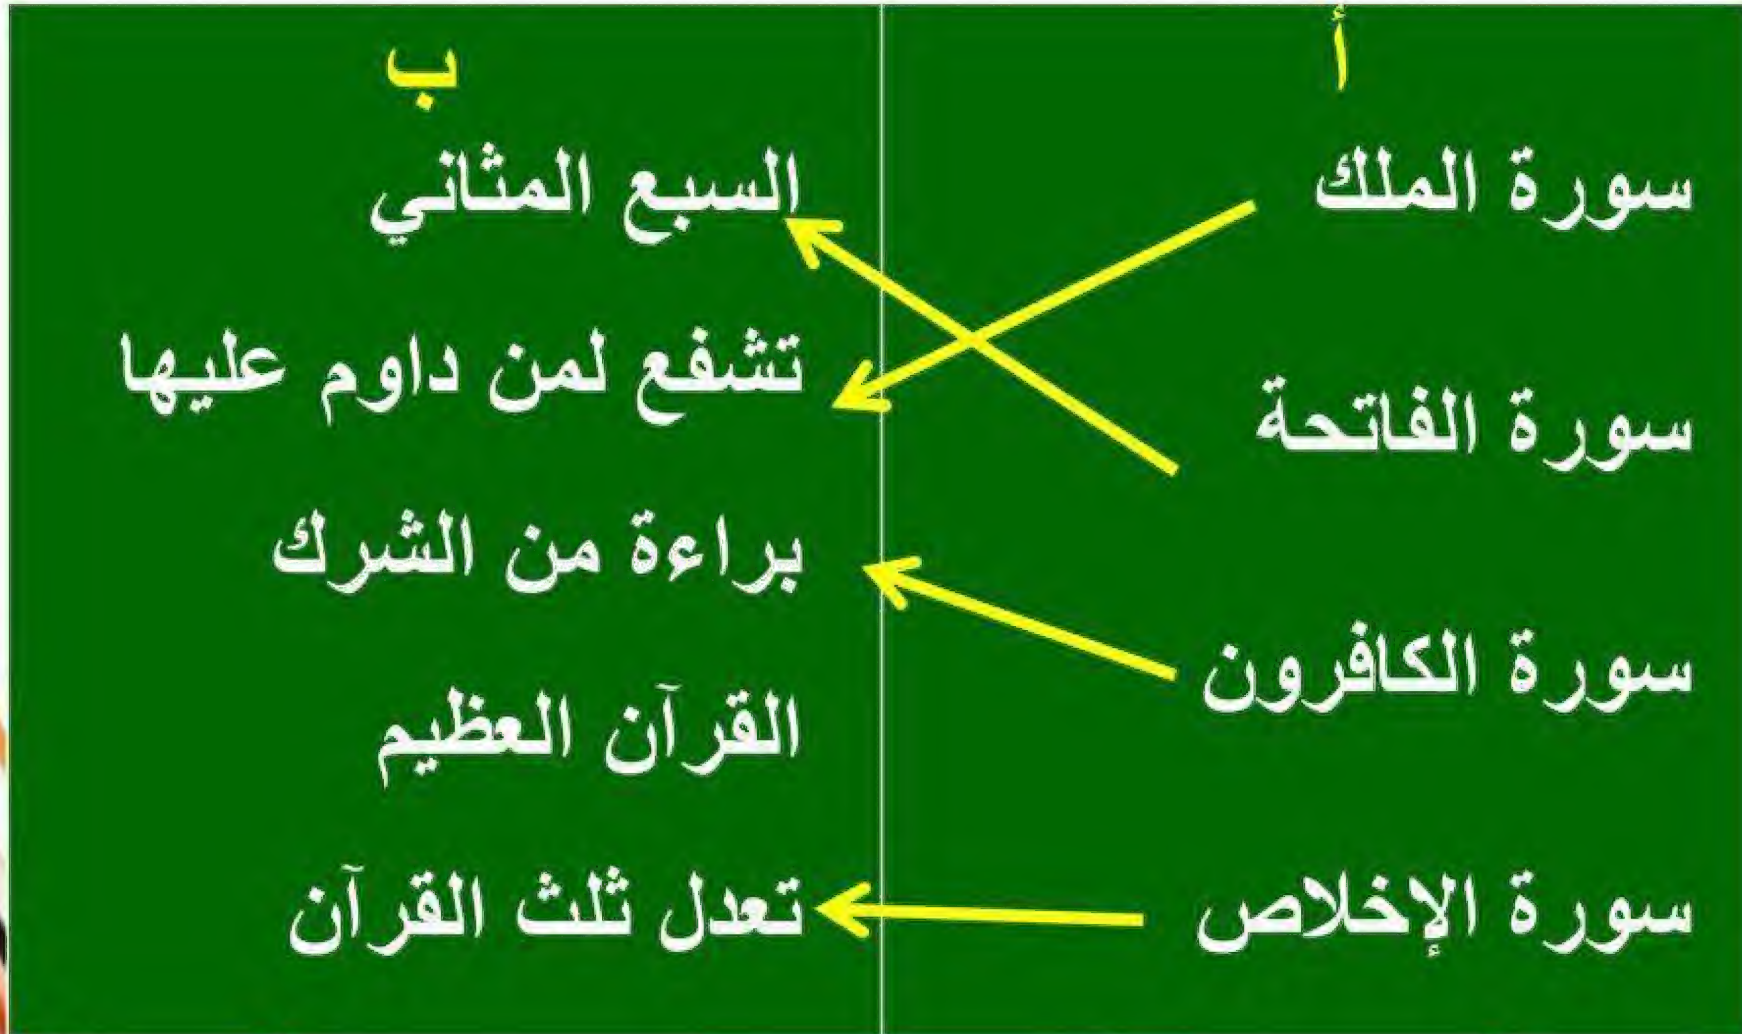 أ
سورة الملك
سورة الفاتحة
سورة الكافرون
سورة الإخلاص
ب
السبع المثاني
تشفع لمن داوم عليها
براءة من الشرك
القرآن العظيم
تعدل ثلث القرآن